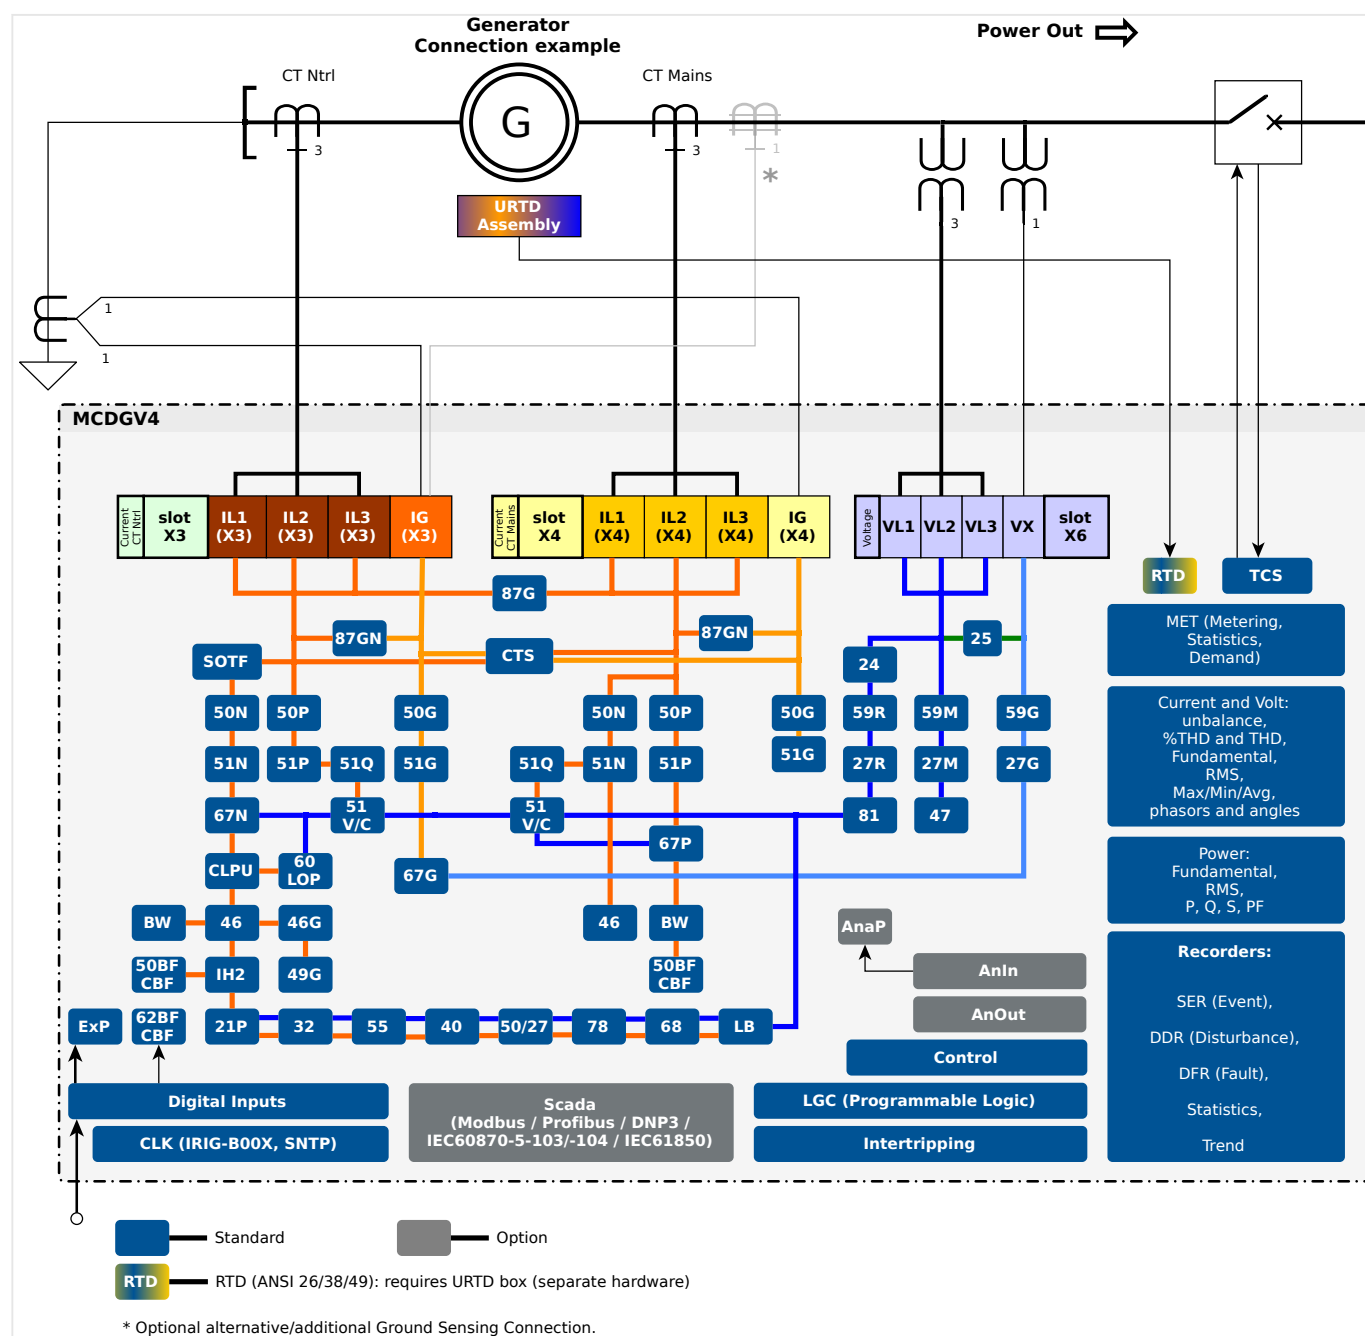 Generator
Connection example
Power Out
CT Ntrl
CT Mains
G
3
3
1
*
URTD
Assembly
3
1
1
1
MCDGV4
Current
CT Ntrl
slot
X3
IL1
(X3)
IL2
(X3)
IL3
(X3)
IG
(X3)
Current
CT Mains
slot
X4
IL1
(X4)
IL2
(X4)
IL3
(X4)
IG
(X4)
Voltage
VL1
VL2
VL3
VX
slot
X6
RTD
TCS
87G
87GN
87GN
25
SOTF
CTS
24
MET (Metering,
Statistics,
Demand)
50N
50P
50G
50N
50P
50G
59R
59M
59G
51N
51P
51Q
51G
51Q
51N
51P
51G
27R
27M
27G
Current and Volt:
unbalance,
%THD and THD,
Fundamental,
RMS,
Max/Min/Avg,
phasors and angles
67N
51
V/C
51
V/C
81
47
67P
CLPU
60
LOP
67G
Power:
Fundamental,
RMS,
P, Q, S, PF
BW
46
46G
46
BW
AnaP
50BF
CBF
IH2
49G
50BF
CBF
AnIn
Recorders:
SER (Event),
DDR (Disturbance),
DFR (Fault),
Statistics,
Trend
ExP
62BF
CBF
21P
32
55
40
50/27
78
68
LB
AnOut
Control
Digital Inputs
CLK (IRIG-B00X, SNTP)
Scada
(Modbus / Profibus / DNP3 /
IEC60870-5-103/-104 / IEC61850)
LGC (Programmable Logic)
Intertripping
Standard
Option
RTD
RTD (ANSI 26/38/49): requires URTD box (separate hardware)
* Optional alternative/additional Ground Sensing Connection.